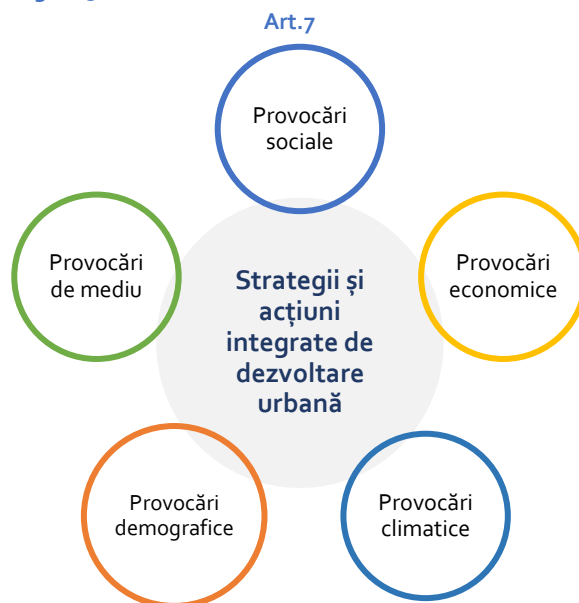 Art.7
Provocări
sociale
Provocări
de mediu
Provocări
economice
Strategii și
acțiuni
integrate de
dezvoltare
urbană
Provocări
demografice
Provocări
climatice